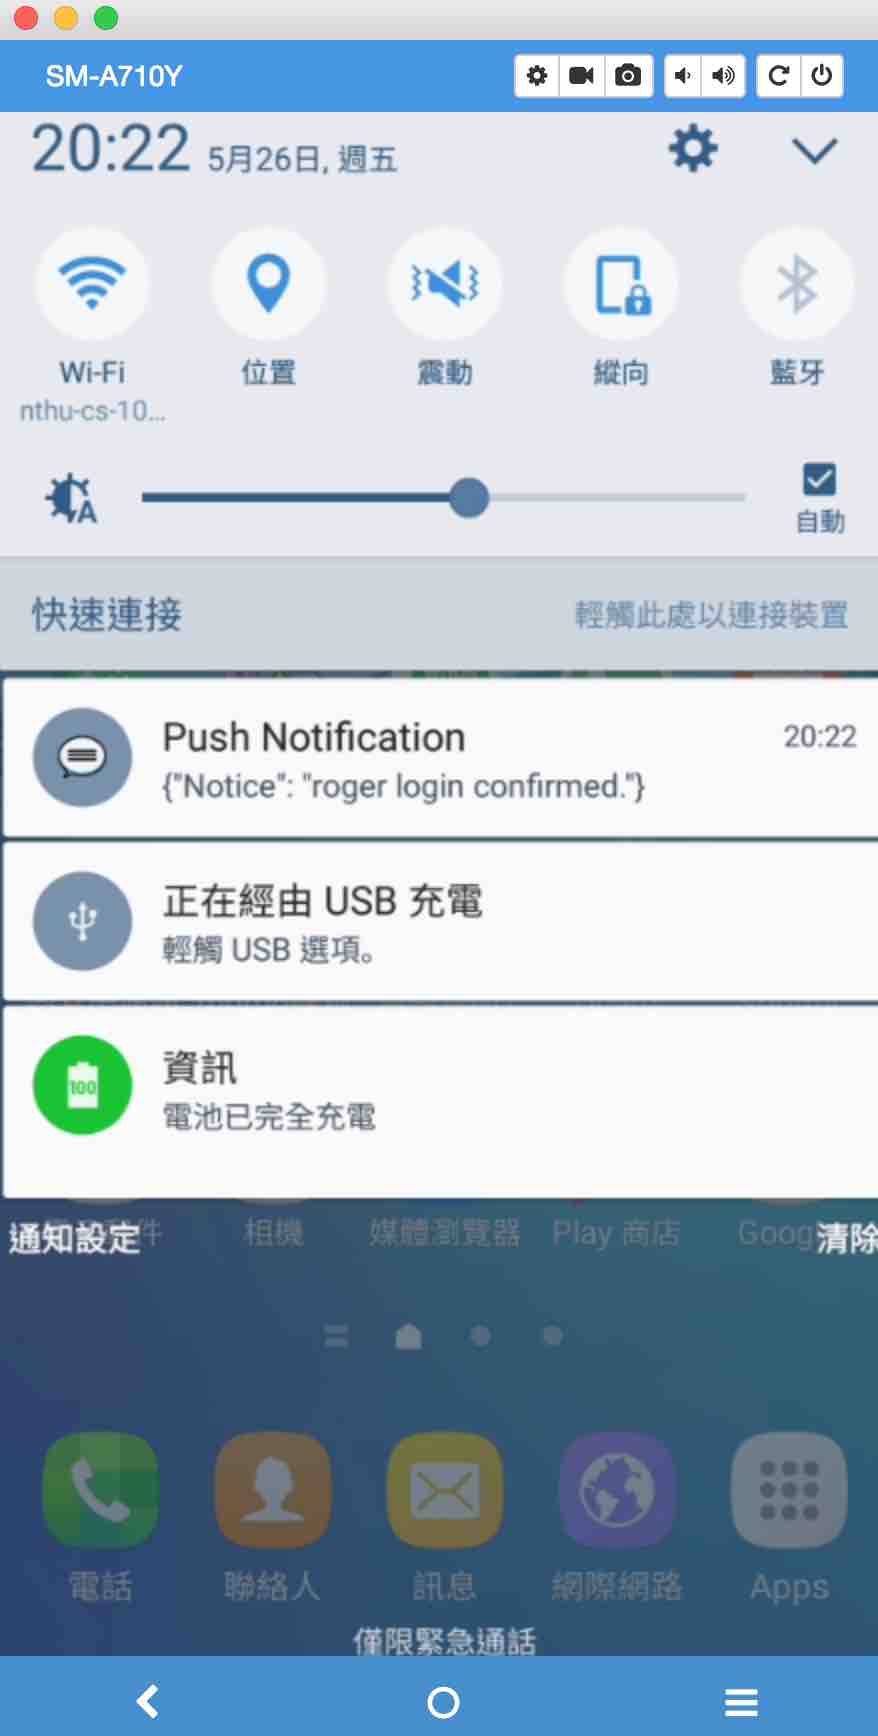 SM-A710Y
20:22 5月26日, 週五
Wi-Fi 位置 震動 縱向 藍牙
nthu-cs-10...
A
自動
快速連接 輕觸此處以連接裝置
Push Notification 20:22
{"Notice": "roger login confirmed."}
正在經由 USB 充電
輕觸 USB 選項。
100
資訊
電池已完全充電
通知設定 件 相機 媒體瀏覽器 Play 商店 Goog 清除
電話 聯絡人 訊息 網際網路 Apps
僅限緊急通話